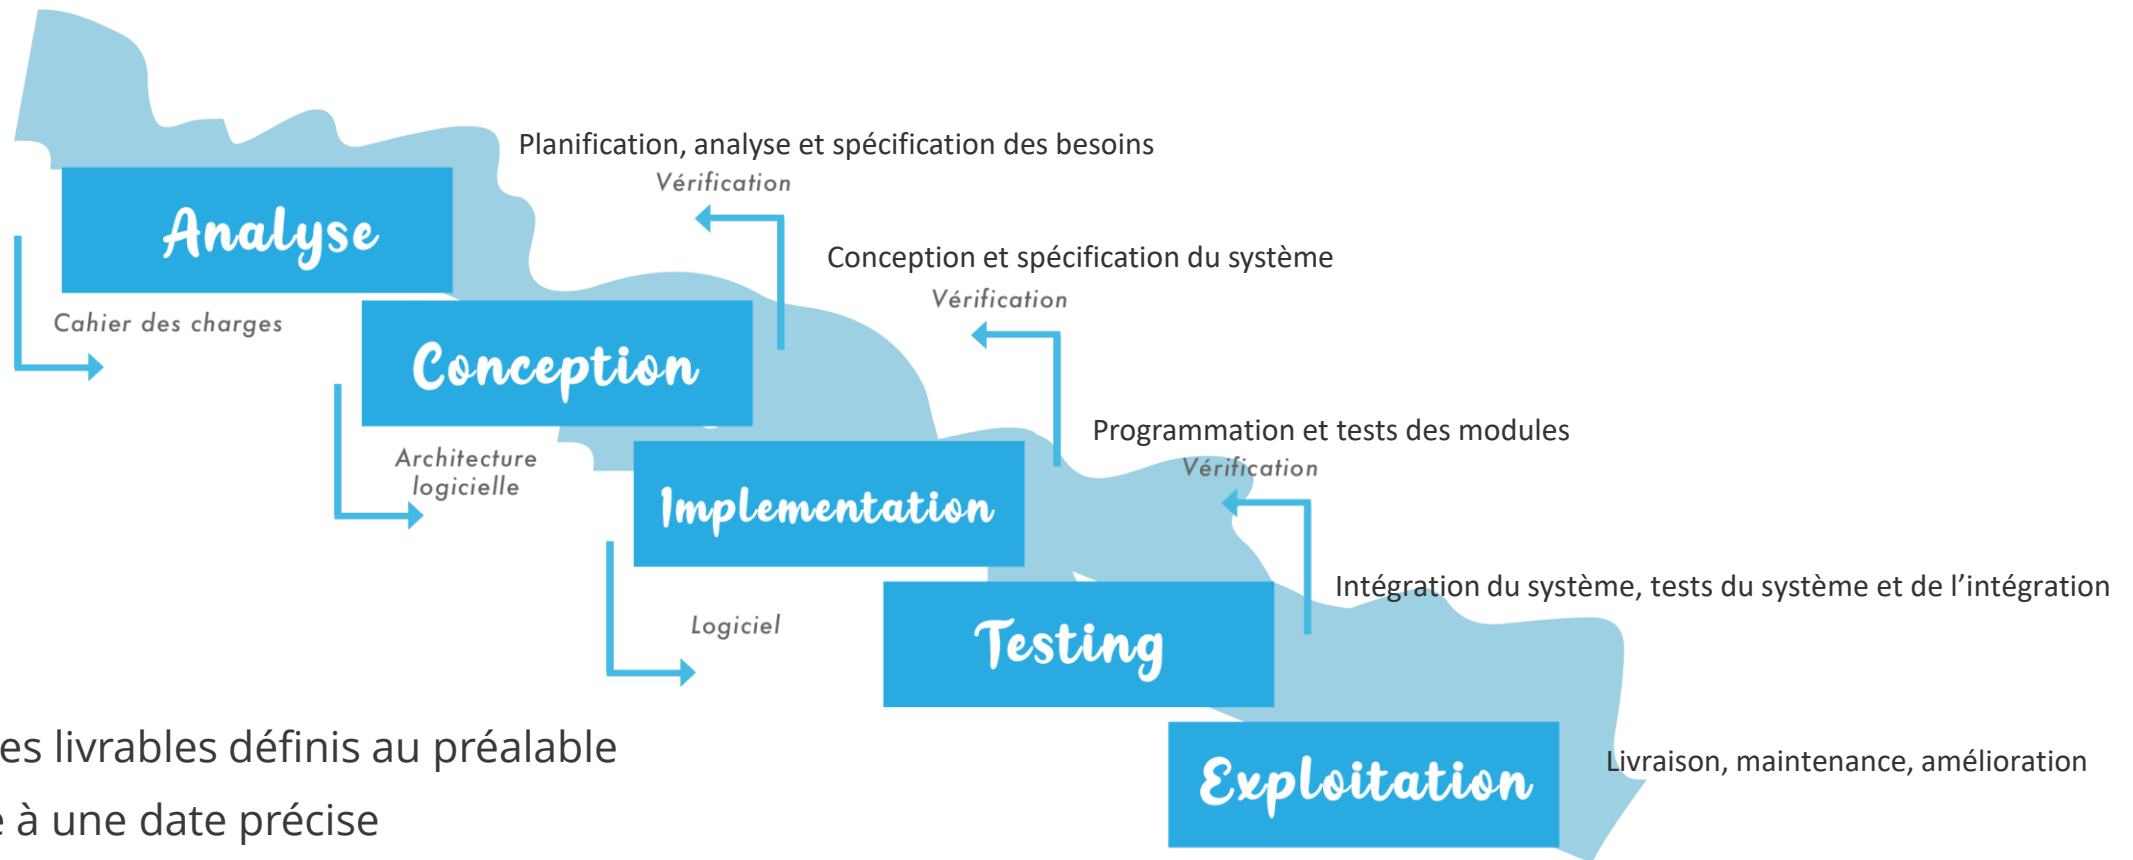 Planification, analyse et spécification des besoins
Vérification
Analyse
Conception et spécification du système
Vérification
Cahier des charges
Conception
Programmation et tests des modules
Vérification
Architecture
logicielle
Implementation
Intégration du système, tests du système et de l’intégration
Logiciel
Testing
es livrables définis au préalable
Livraison, maintenance, amélioration
Exploitation
à une date précise